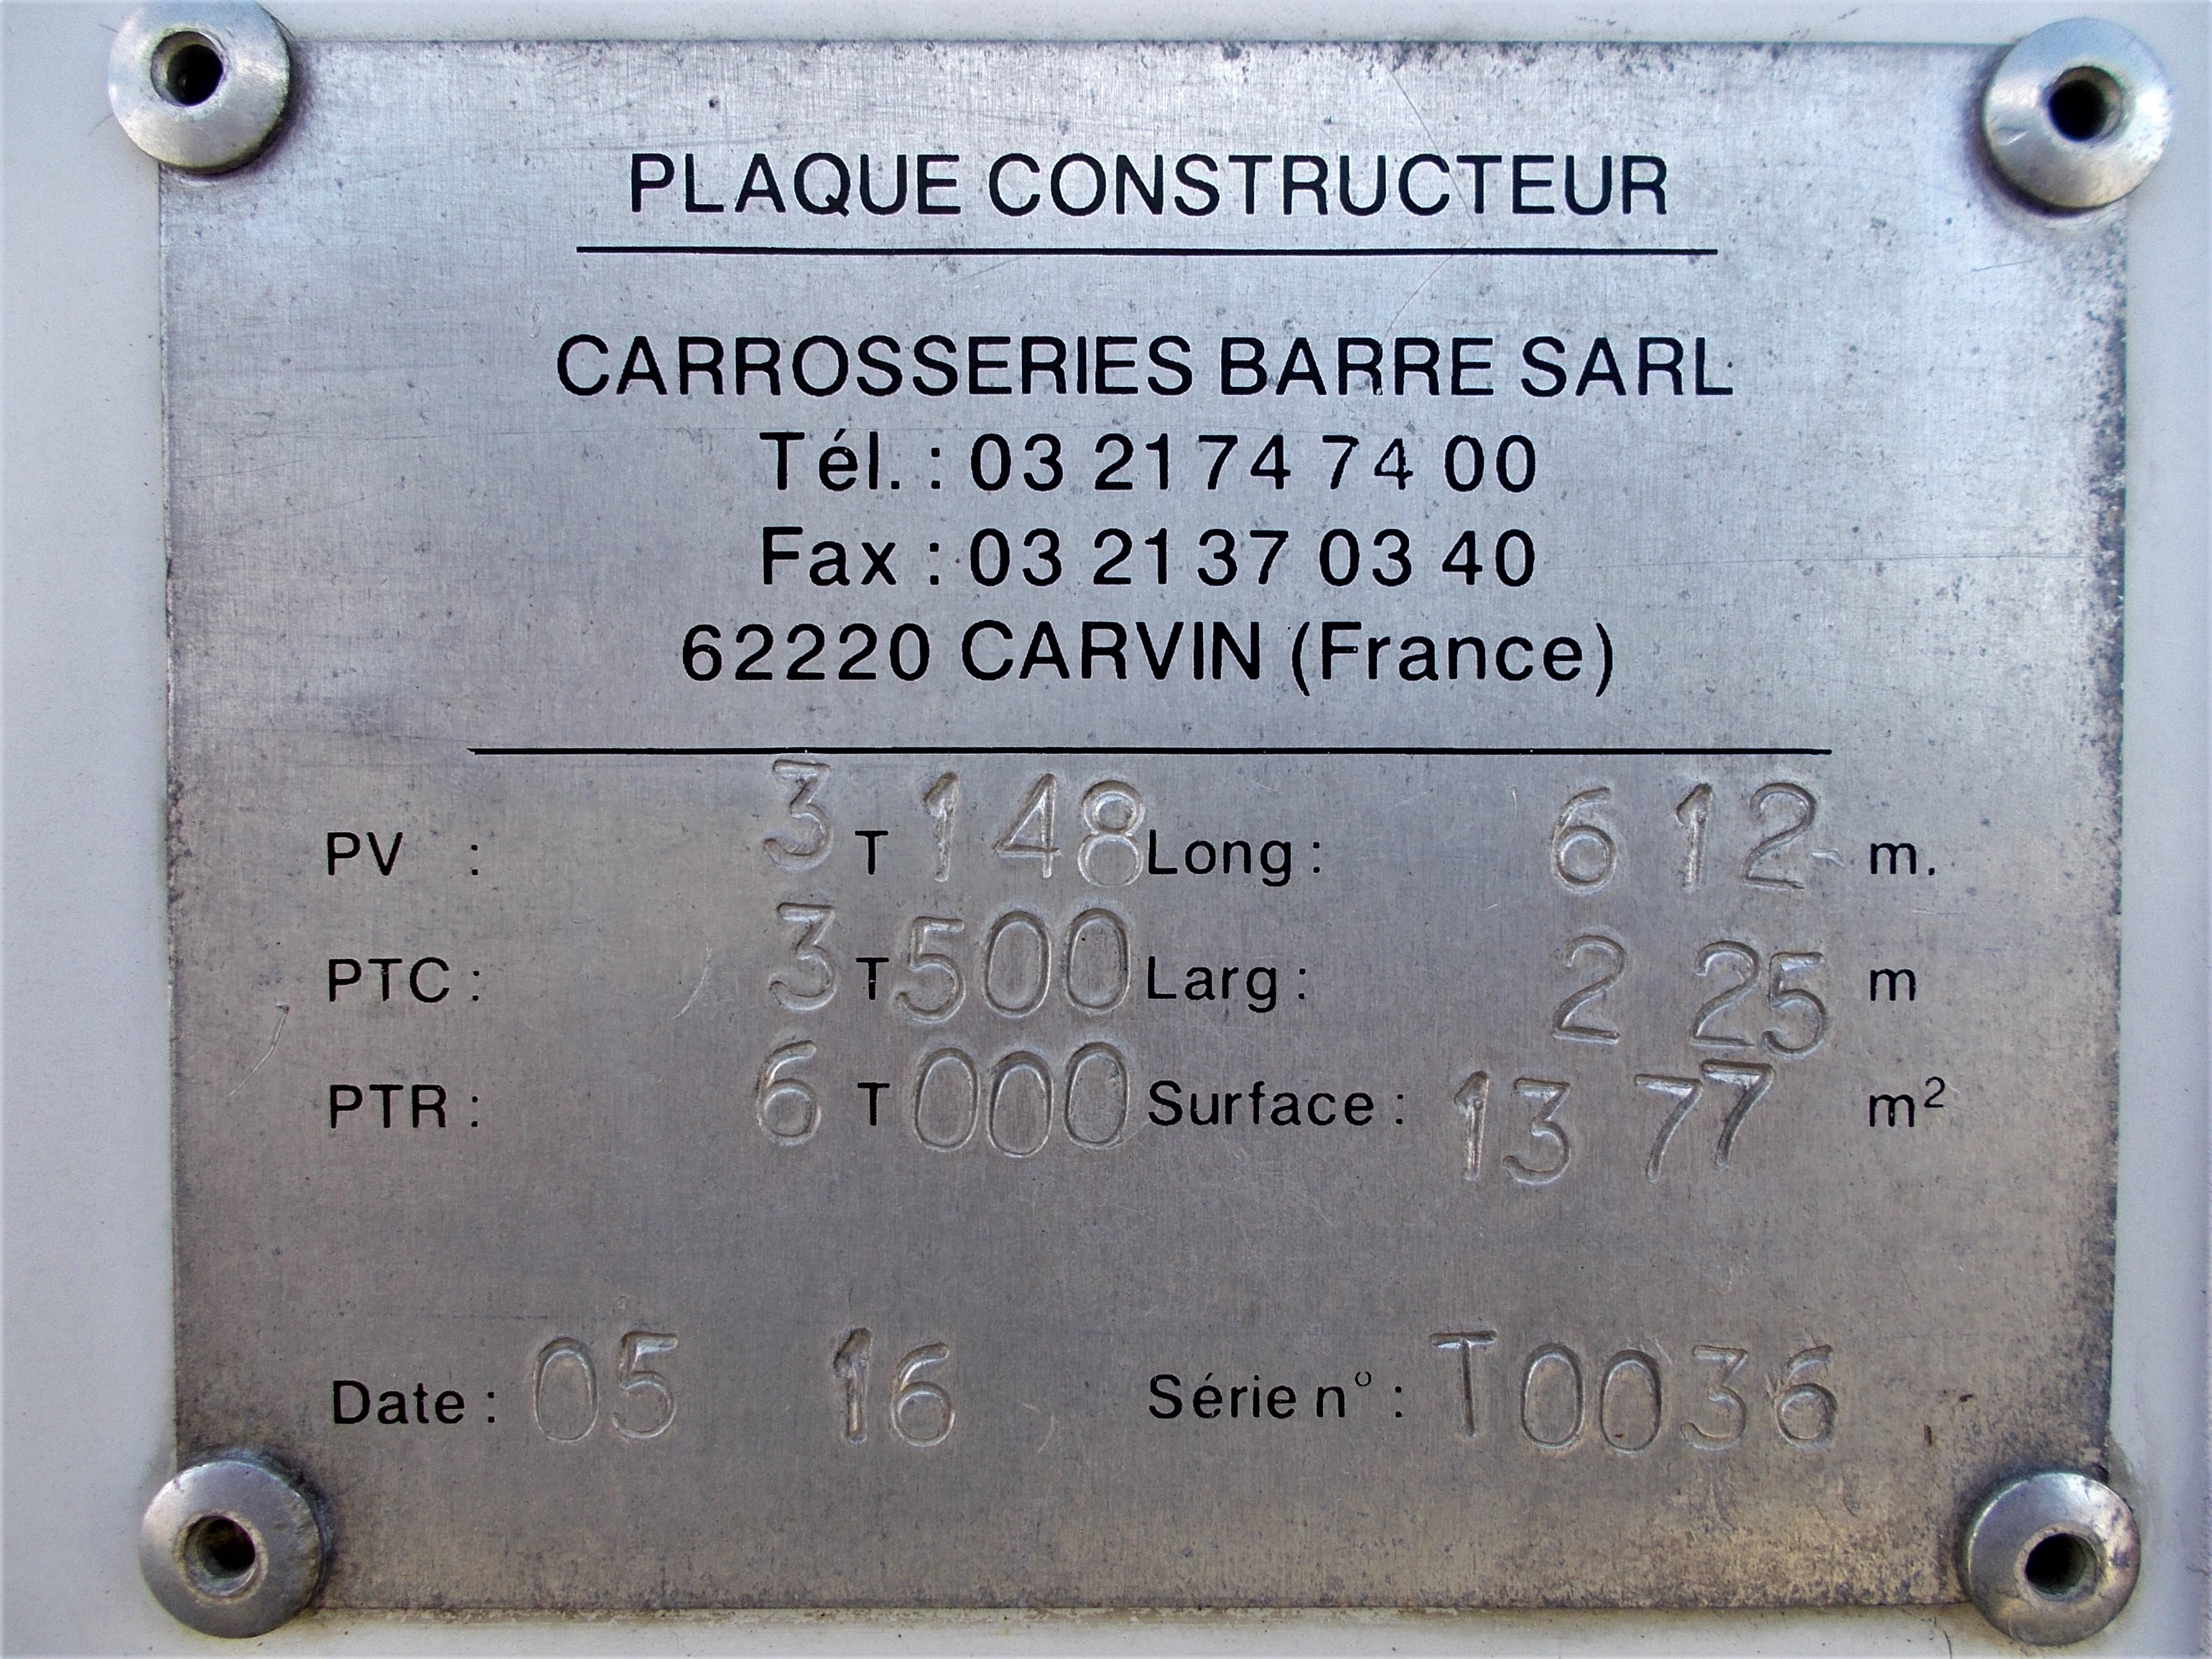 PLAQUE CONSTRUCTEUR
CARROSSERIES BARRE SARL
Tél. : 03 21 74 74 00
Fax : 03 21 37 03 40
62220 CARVIN (France)
PV : 3 T 148 Long : 6 12 m.
PTC : 3 T 500 Larg : 2 25 m
PTR : 6 T 000 Surface : 13 77 m²
Date : 05 16 Série n° : T0036